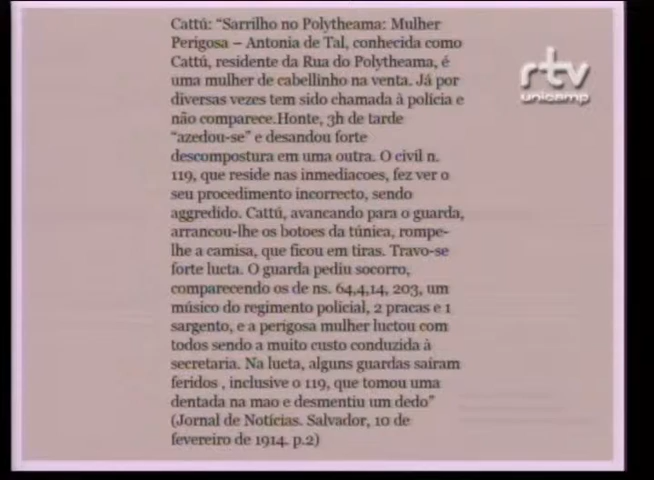 Cattú: “Sarrilho no Polytheama: Mulher
Perigosa – Antonia de Tal, conhecida como
Cattú, residente da Rua do Polytheama, é
uma mulher de cabellinho na venta. Já por
diversas vezes tem sido chamada à polícia e
não comparece.Honte, 3h de tarde
“azedou-se” e desandou forte
descompostura em uma outra. O civil n.
119, que reside nas inmediacoes, fez ver o
seu procedimento incorrecto, sendo
aggredido. Cattú, avancando para o guarda,
arrancou-lhe os botoes da túnica, rompe-
lhe a camisa, que ficou em tiras. Travo-se
forte lucta. O guarda pediu socorro,
comparecendo os de ns. 64,4,14, 203, um
músico do regimento policial, 2 pracas e 1
sargento, e a perigosa mulher luctou com
todos sendo a muito custo conduzida à
secretaria. Na lucta, alguns guardas saíram
feridos , inclusive o 119, que tomou uma
dentada na mao e desmentiu um dedo”
(Jornal de Notícias. Salvador, 10 de
fevereiro de 1914. p.2)
rtv
unicamp